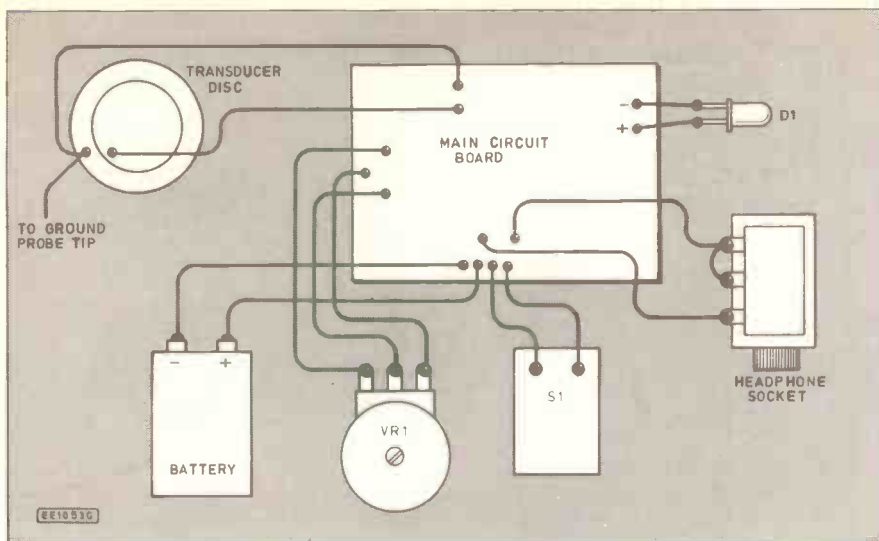 TRANSDUCER
DISC
MAIN CIRCUIT
BOARD
-
+
D1
TO GROUND
PROBE TIP
- +
BATTERY
VR1
S1
HEADPHONE
SOCKET
EE1053G